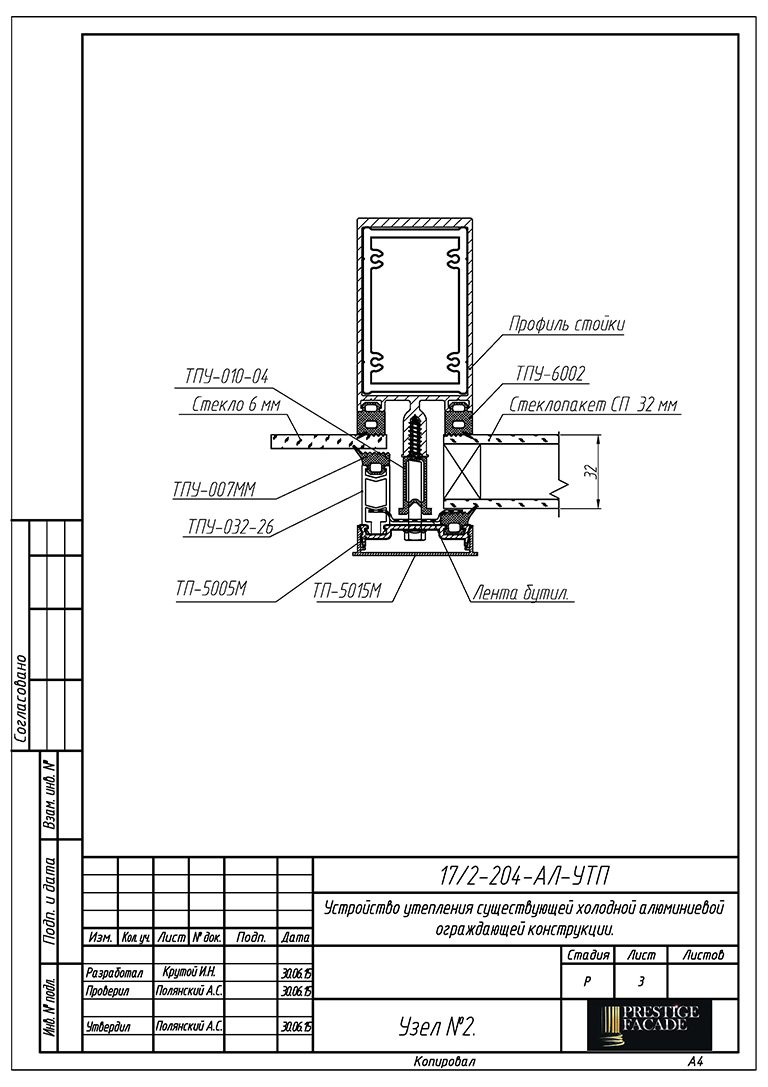 Профиль стойки
ТПУ-010-04
ТПУ-6002
Стекло 6 мм
Стеклопакет СП 32 мм
32
ТПУ-007ММ
ТПУ-032-26
ТП-5005М
ТП-5015М
Лента бутил.
Согласовано
Взам. инв. №
Подп. и дата
Инв. № подл.
17/2-204-АЛ-УТП
Устройство утепления существующей холодной алюминиевой
ограждающей конструкции.
Изм. Кол. уч. Лист № док. Подп. Дата
Стадия Лист Листов
Р 3
Разработал Крутой И.Н. 30.06.15
Проверил Полянский А.С. 30.06.15
Утвердил Полянский А.С. 30.06.15
Узел №2.
PRESTIGE
FACADE
Копировал А4